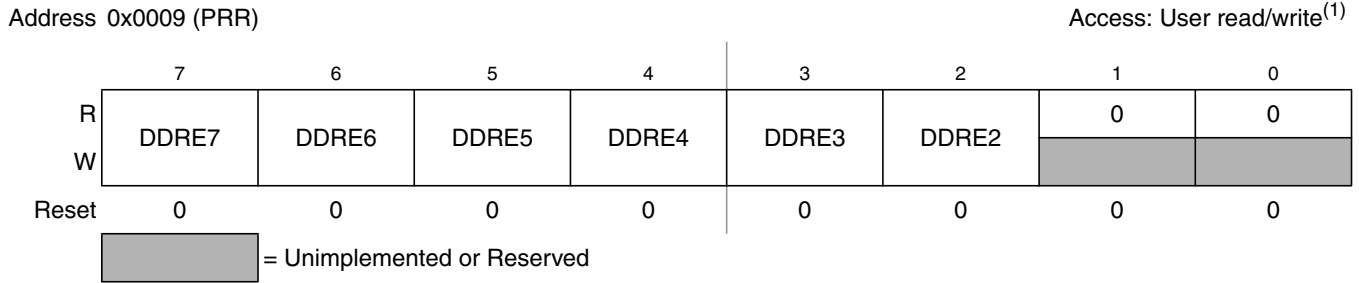 Address 0x0009 (PRR) Access: User read/write(1)
7 6 5 4 3 2 1 0
R DDRE7 DDRE6 DDRE5 DDRE4 DDRE3 DDRE2 0 0
W
Reset 0 0 0 0 0 0 0 0
= Unimplemented or Reserved